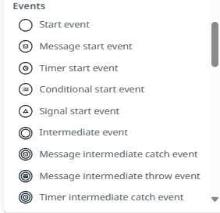 Events
Start event
Message start event
Timer start event
Conditional start event
Signal start event
Intermediate event
Message intermediate catch event
Message intermediate throw event
Timer intermediate catch event